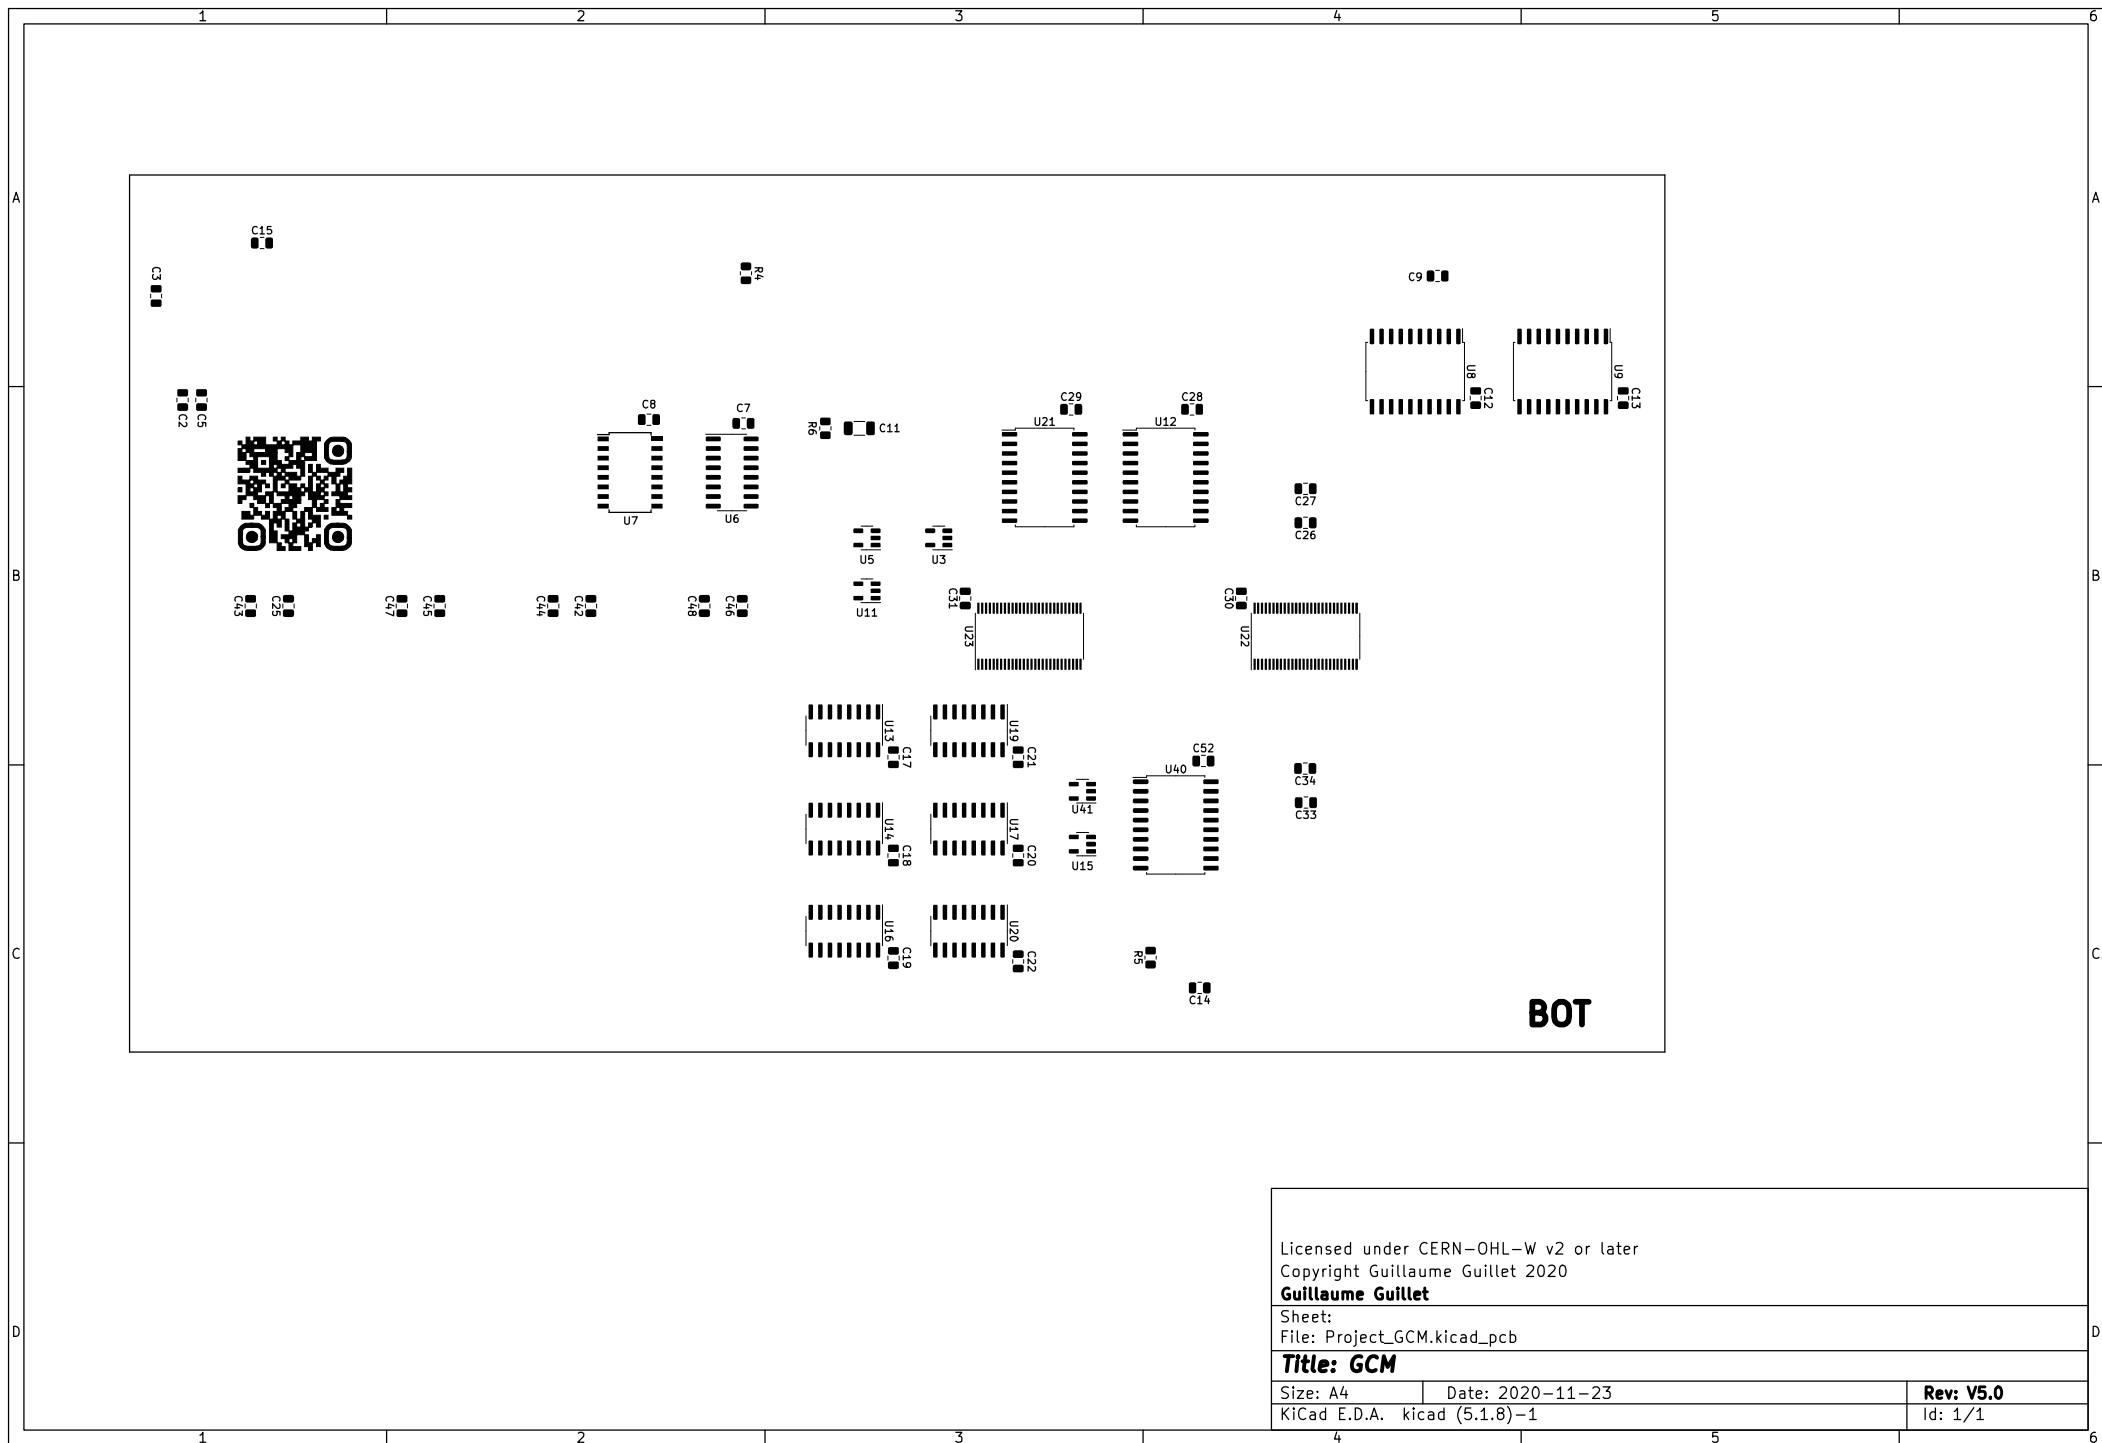 1 2 3 4 5 6
A A
C15
C3
R4
C9
U8
U9
C12
C13
C2
C5
C8
C7
R6
C11
C29
C28
U21
U12
C27
U7
U6
C26
U5
U3
B B
C43
C25
C47
C45
C44
C42
C48
C46
U11
C31
C30
U23
U22
U13
C17
U19
C21
C52
U40
C34
U41
C33
U14
C18
U17
C20
U15
U16
C19
U20
C22
R5
C C
C14
BOT
Licensed under CERN-OHL-W v2 or later
Copyright Guillaume Guillet 2020
Guillaume Guillet
Sheet:
D D
File: Project_GCM.kicad_pcb
Title: GCM
Size: A4 Date: 2020-11-23 Rev: V5.0
KiCad E.D.A. kicad (5.1.8)-1 Id: 1/1
1 2 3 4 5 6